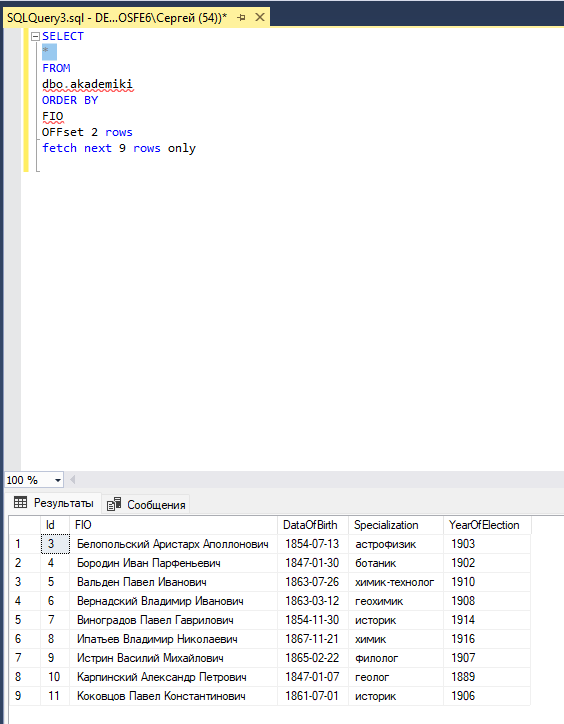 SQLQuery3.sql - DE...OSFE6\Сергей (54))*
SELECT
*
FROM
dbo.akademiki
ORDER BY
FIO
OFFset 2 rows
fetch next 9 rows only
100 %
Результаты Сообщения
Id FIO DataOfBirth Specialization YearOfElection
1 3 Белопольский Аристарх Аполлонович 1854-07-13 астрофизик 1903
2 4 Бородин Иван Парфеньевич 1847-01-30 ботаник 1902
3 5 Вальден Павел Иванович 1863-07-26 химик-технолог 1910
4 6 Вернадский Владимир Иванович 1863-03-12 геохимик 1908
5 7 Виноградов Павел Гаврилович 1854-11-30 историк 1914
6 8 Ипатьев Владимир Николаевич 1867-11-21 химик 1916
7 9 Истрин Василий Михайлович 1865-02-22 филолог 1907
8 10 Карпинский Александр Петрович 1847-01-07 геолог 1889
9 11 Коковцов Павел Константинович 1861-07-01 историк 1906